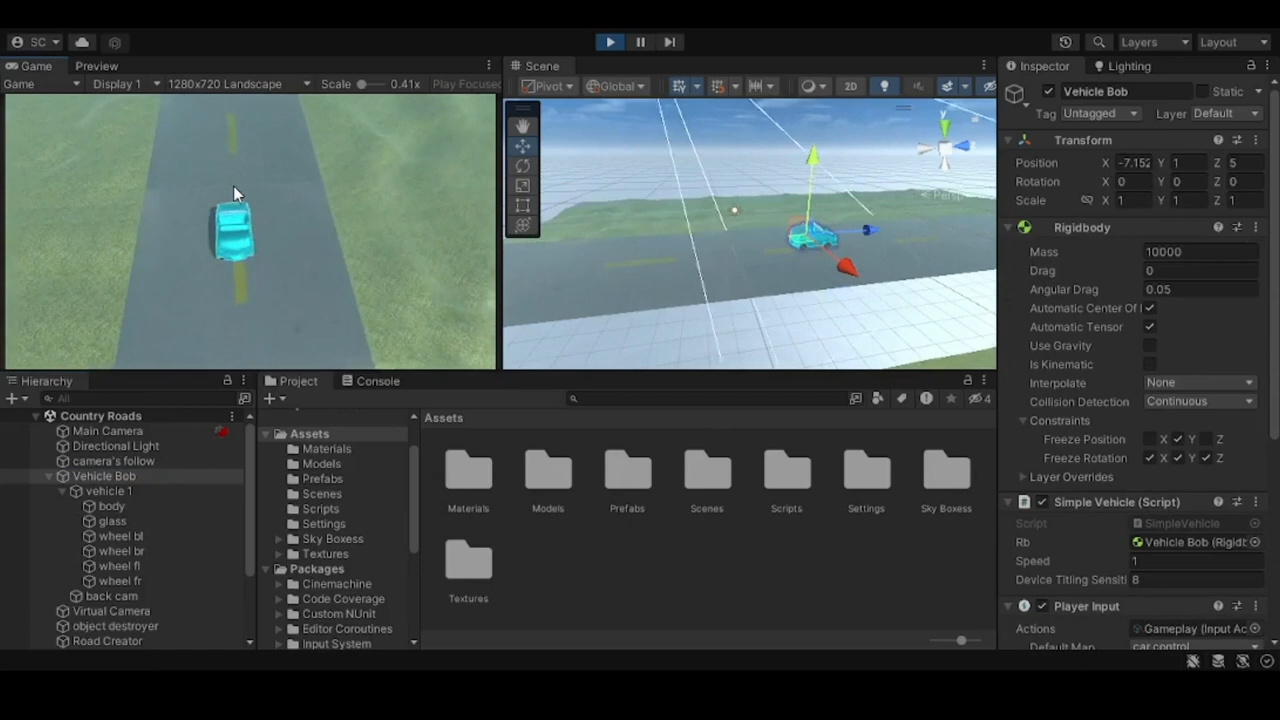 SC
Layers Layout
Game Preview
Game Display 1 1280x720 Landscape Scale 0.41x Play Focused
Scene
Pivot Global 2D
y
Persp
Inspector Lighting
Vehicle Bob Static
Tag Untagged Layer Default
Transform
Position X -7.152 Y 1 Z 5
Rotation X 0 Y 0 Z 0
Scale X 1 Y 1 Z 1
Rigidbody
Mass 10000
Drag 0
Angular Drag 0.05
Automatic Center Of
Automatic Tensor
Use Gravity
Is Kinematic
Interpolate None
Collision Detection Continuous
Constraints
Freeze Position X Y Z
Freeze Rotation X Y Z
Layer Overrides
Simple Vehicle (Script)
Script SimpleVehicle
Rb Vehicle Bob (Rigidb
Speed 1
Device Titling Sensiti 8
Player Input
Actions Gameplay (Input Ac
Default Map car control
Hierarchy
All
Country Roads
Main Camera
Directional Light
camera's follow
Vehicle Bob
vehicle 1
body
glass
wheel bl
wheel br
wheel fl
wheel fr
back cam
Virtual Camera
object destroyer
Road Creator
Project Console
4
Assets
Materials
Models
Prefabs
Scenes
Scripts
Settings
Sky Boxess
Textures
Packages
Cinemachine
Code Coverage
Custom NUnit
Editor Coroutines
Input System
Assets
Materials Models Prefabs Scenes Scripts Settings Sky Boxess
Textures